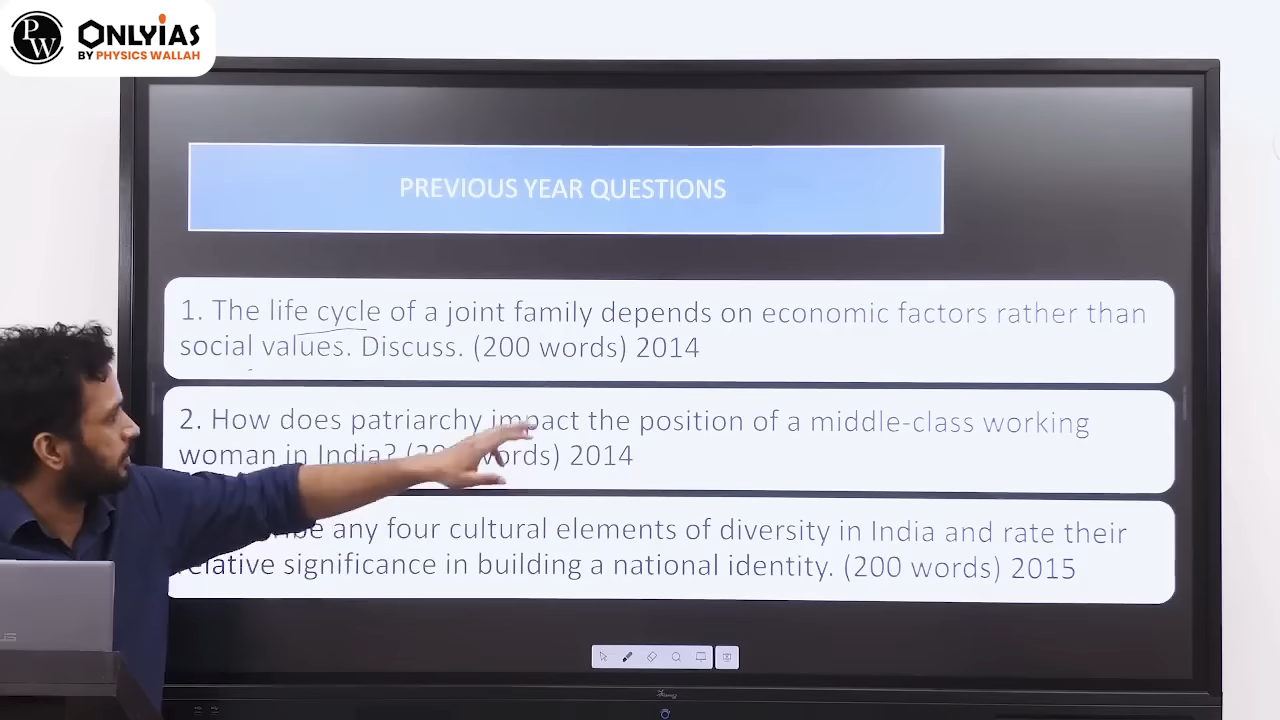 PW
ONLYIAS
BY PHYSICS WALLAH
PREVIOUS YEAR QUESTIONS
1. The life cycle of a joint family depends on economic factors rather than
social values. Discuss. (200 words) 2014
2. How does patriarchy impact the position of a middle-class working
woman in India? (200 words) 2014
any four cultural elements of diversity in India and rate their
relative significance in building a national identity. (200 words) 2015